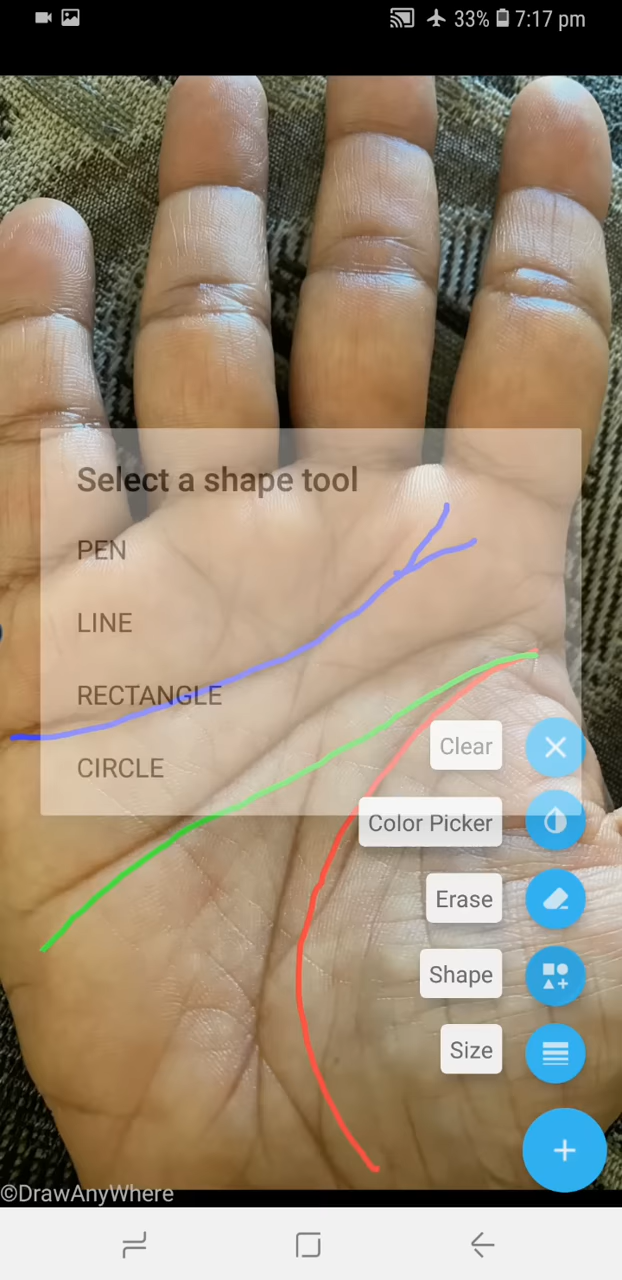 33% 7:17 pm
Select a shape tool
PEN
LINE
RECTANGLE
CIRCLE
Clear
Color Picker
Erase
Shape
Size
©DrawAnyWhere